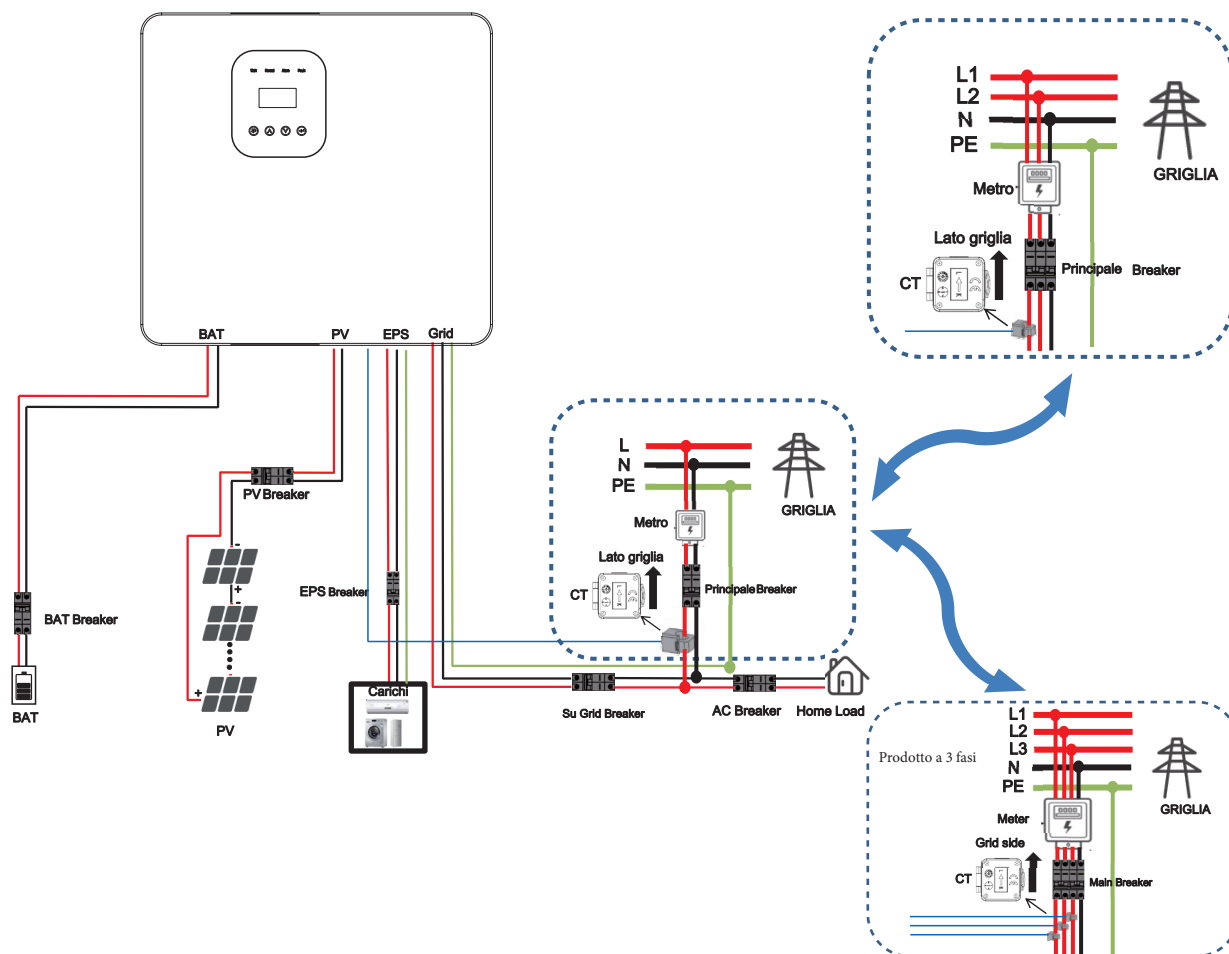 BAT
PV
EPS
Grid
BAT Breaker
BAT
PV Breaker
-
+
-
+
PV
EPS Breaker
Carichi
L
N
PE
GRIGLIA
Metro
Lato griglia
CT
Principale Breaker
Su Grid Breaker
AC Breaker
Home Load
L1
L2
N
PE
GRIGLIA
Metro
Lato griglia
CT
Principale Breaker
L1
L2
L3
N
PE
Prodotto a 3 fasi
GRIGLIA
Meter
Grid side
CT
Main Breaker